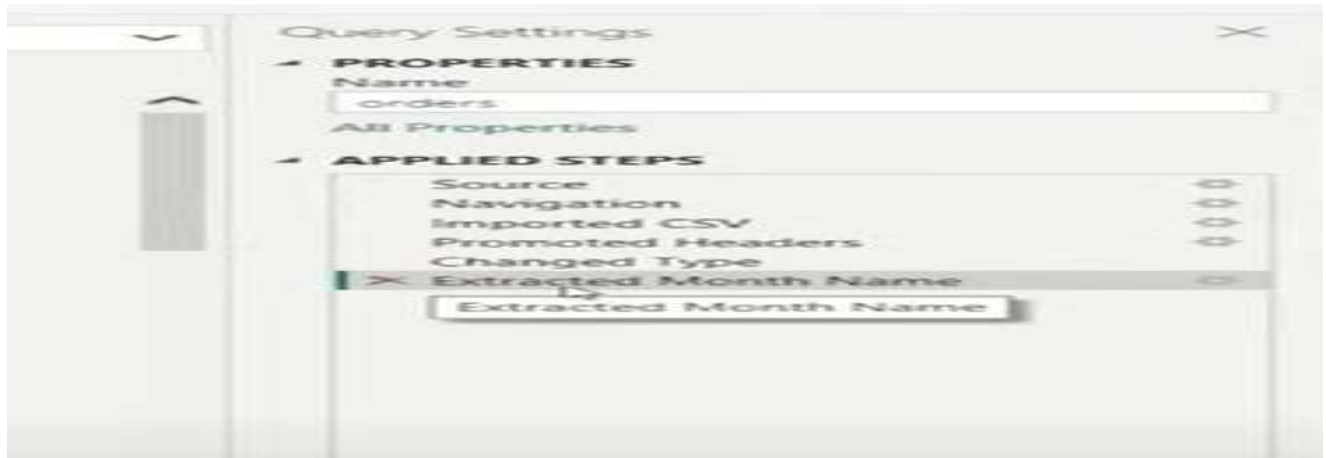 Query Settings
PROPERTIES
Name
orders
All Properties
APPLIED STEPS
Source
Navigation
Imported CSV
Promoted Headers
Changed Type
Extracted Month Name
Extracted Month Name